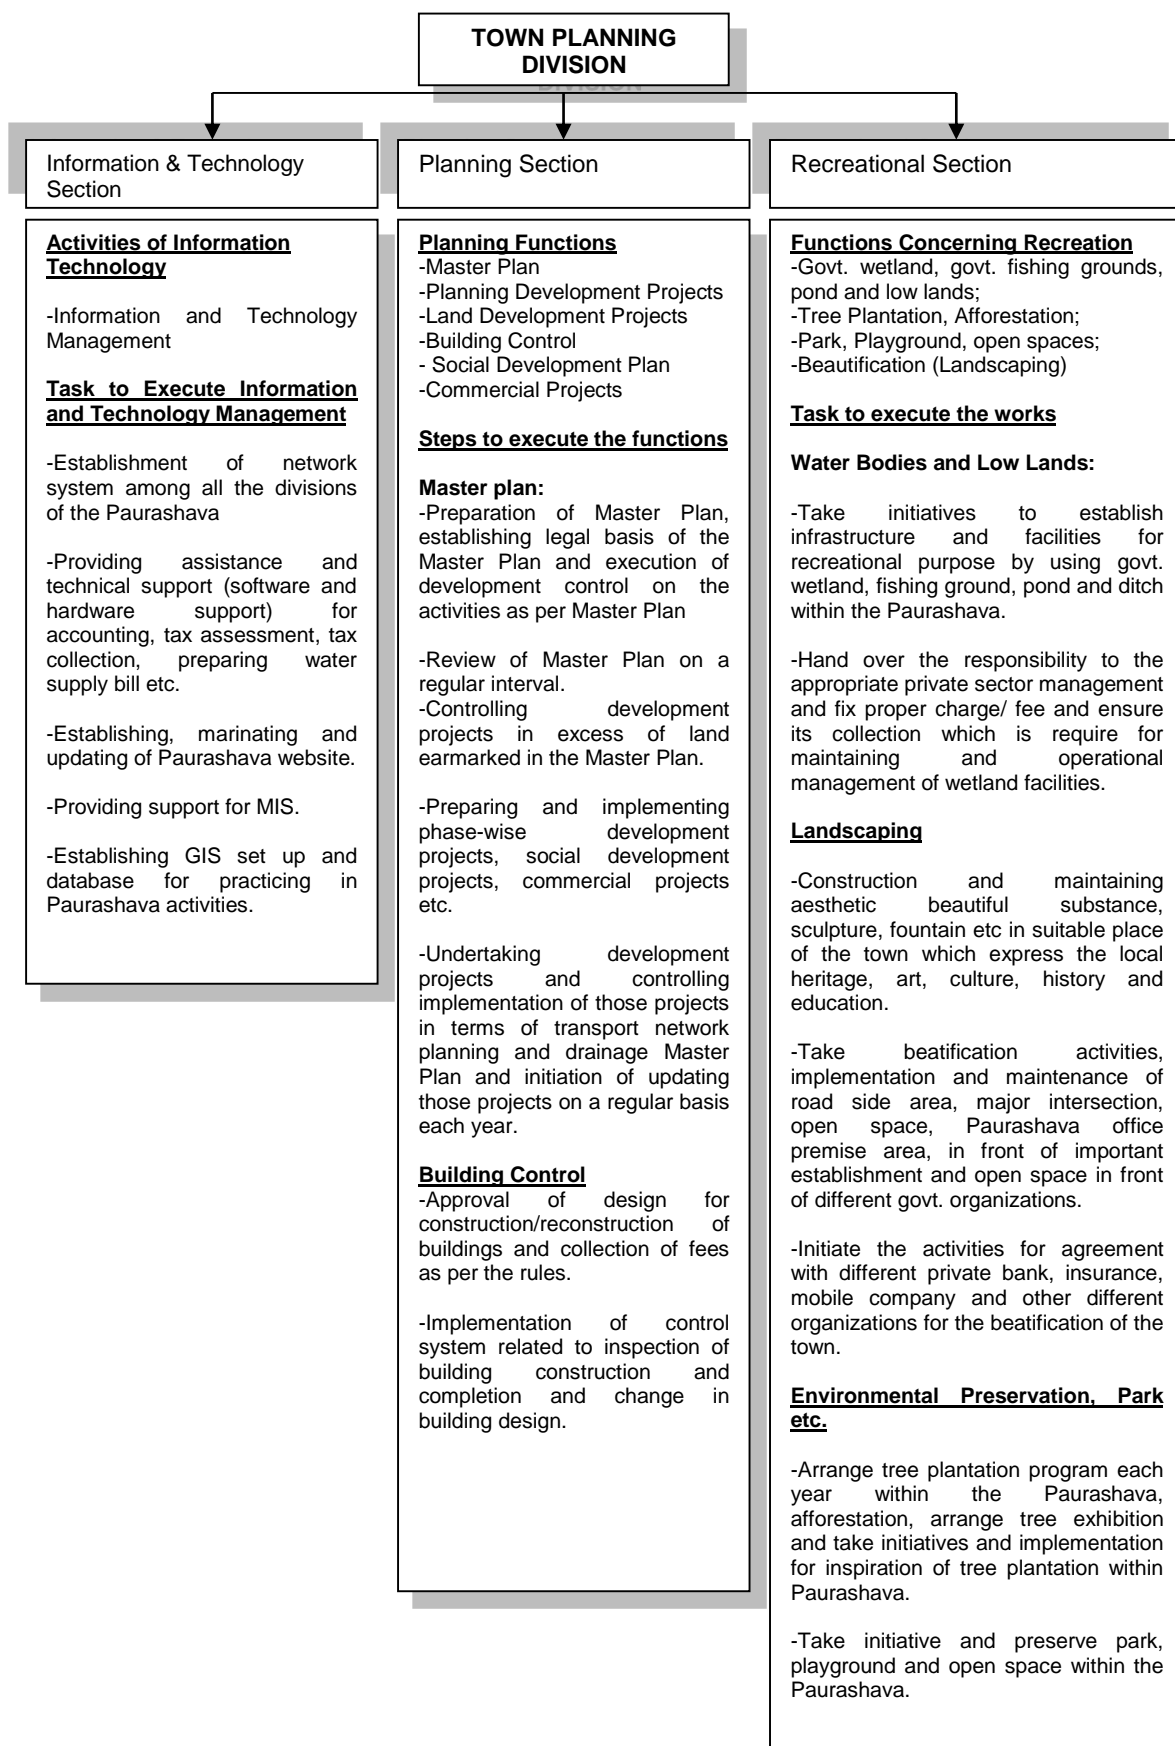 TOWN PLANNING
DIVISION
Information & Technology
Section
Activities of Information
Technology
-Information and Technology
Management
Task to Execute Information
and Technology Management
-Establishment of network
system among all the divisions
of the Paurashava
-Providing assistance and
technical support (software and
hardware support) for
accounting, tax assessment, tax
collection, preparing water
supply bill etc.
-Establishing, marinating and
updating of Paurashava website.
-Providing support for MIS.
-Establishing GIS set up and
database for practicing in
Paurashava activities.
Planning Section
Planning Functions
-Master Plan
-Planning Development Projects
-Land Development Projects
-Building Control
- Social Development Plan
-Commercial Projects
Steps to execute the functions
Master plan:
-Preparation of Master Plan,
establishing legal basis of the
Master Plan and execution of
development control on the
activities as per Master Plan
-Review of Master Plan on a
regular interval.
-Controlling development
projects in excess of land
earmarked in the Master Plan.
-Preparing and implementing
phase-wise development
projects, social development
projects, commercial projects
etc.
-Undertaking development
projects and controlling
implementation of those projects
in terms of transport network
planning and drainage Master
Plan and initiation of updating
those projects on a regular basis
each year.
Building Control
-Approval of design for
construction/reconstruction of
buildings and collection of fees
as per the rules.
-Implementation of control
system related to inspection of
building construction and
completion and change in
building design.
Recreational Section
Functions Concerning Recreation
-Govt. wetland, govt. fishing grounds,
pond and low lands;
-Tree Plantation, Afforestation;
-Park, Playground, open spaces;
-Beautification (Landscaping)
Task to execute the works
Water Bodies and Low Lands:
-Take initiatives to establish
infrastructure and facilities for
recreational purpose by using govt.
wetland, fishing ground, pond and ditch
within the Paurashava.
-Hand over the responsibility to the
appropriate private sector management
and fix proper charge/ fee and ensure
its collection which is require for
maintaining and operational
management of wetland facilities.
Landscaping
-Construction and maintaining
aesthetic beautiful substance,
sculpture, fountain etc in suitable place
of the town which express the local
heritage, art, culture, history and
education.
-Take beatification activities,
implementation and maintenance of
road side area, major intersection,
open space, Paurashava office
premise area, in front of important
establishment and open space in front
of different govt. organizations.
-Initiate the activities for agreement
with different private bank, insurance,
mobile company and other different
organizations for the beatification of the
town.
Environmental Preservation, Park
etc.
-Arrange tree plantation program each
year within the Paurashava,
afforestation, arrange tree exhibition
and take initiatives and implementation
for inspiration of tree plantation within
Paurashava.
-Take initiative and preserve park,
playground and open space within the
Paurashava.